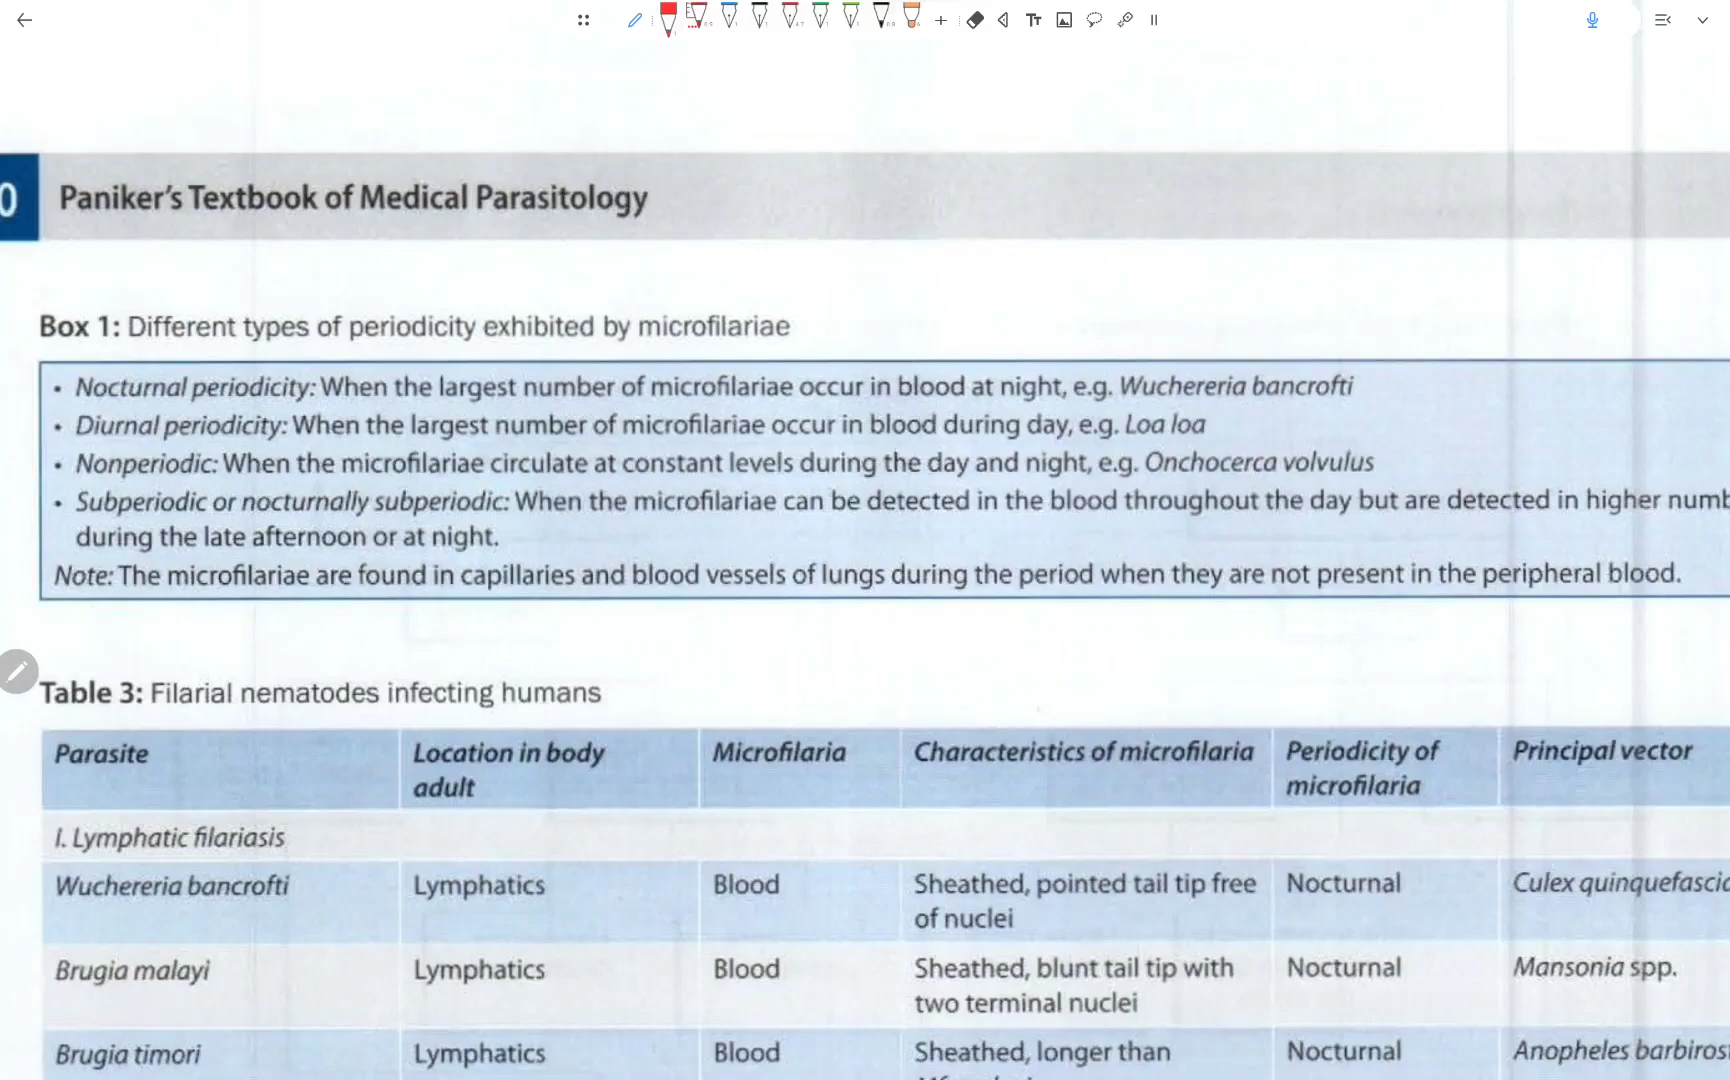 0 Paniker's Textbook of Medical Parasitology
Box 1: Different types of periodicity exhibited by microfilariae
• Nocturnal periodicity: When the largest number of microfilariae occur in blood at night, e.g. Wuchereria bancrofti
• Diurnal periodicity: When the largest number of microfilariae occur in blood during day, e.g. Loa loa
• Nonperiodic: When the microfilariae circulate at constant levels during the day and night, e.g. Onchocerca volvulus
• Subperiodic or nocturnally subperiodic: When the microfilariae can be detected in the blood throughout the day but are detected in higher numb
during the late afternoon or at night.
Note: The microfilariae are found in capillaries and blood vessels of lungs during the period when they are not present in the peripheral blood.
Table 3: Filarial nematodes infecting humans
Parasite Location in body adult Microfilaria Characteristics of microfilaria Periodicity of microfilaria Principal vector
I. Lymphatic filariasis
Wuchereria bancrofti Lymphatics Blood Sheathed, pointed tail tip free of nuclei Nocturnal Culex quinquefascia
Brugia malayi Lymphatics Blood Sheathed, blunt tail tip with two terminal nuclei Nocturnal Mansonia spp.
Brugia timori Lymphatics Blood Sheathed, longer than Nocturnal Anopheles barbiros